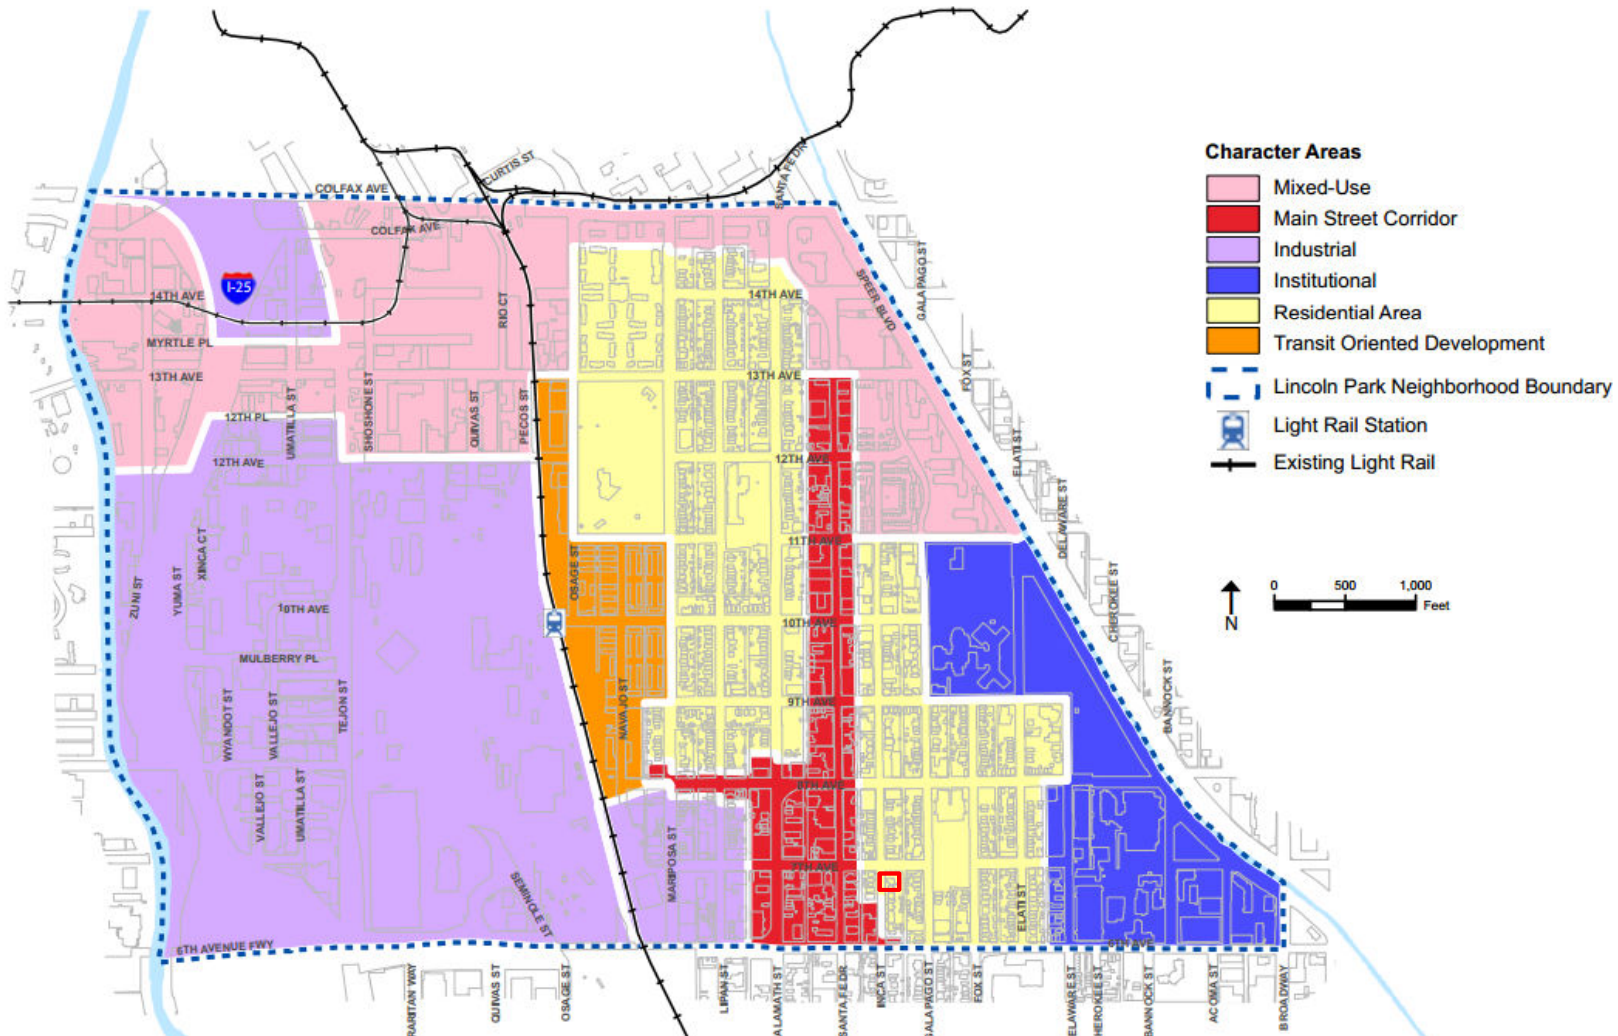 CURTIS ST
SANTA FE DR
COLFAX AVE
COLFAX AVE
I-25
14TH AVE
MYRTLE PL
13TH AVE
RIO CT
14TH AVE
SPEER BLVD
GALAPAGO ST
13TH AVE
FOX ST
12TH PL
UMATILLA ST
SHOSHONE ST
QUIVAS ST
PECOS ST
12TH AVE
12TH AVE
ELATI ST
DELAWARE ST
XINCA CT
11TH AVE
ZUNI ST
YUMA ST
OSAGE ST
CHEROKEE ST
10TH AVE
10TH AVE
MULBERRY PL
WYANDOT ST
VALLEJO ST
TEJON ST
NAVAJO ST
9TH AVE
BANNOCK ST
8TH AVE
VALLEJO ST
UMATILLA ST
MARIPOSA ST
7TH AVE
SEMINOLE ST
ELATI ST
6TH AVENUE FWY
6TH AVE
RARITAN WAY
QUIVAS ST
OSAGE ST
LIPAN ST
ALAMATH ST
SANTA FE DR
INCA ST
ALAPAGO ST
FOX ST
ELAWARE ST
HEROKEE ST
BANNOCK ST
ACOMA ST
BROADWAY
Character Areas
Mixed-Use
Main Street Corridor
Industrial
Institutional
Residential Area
Transit Oriented Development
Lincoln Park Neighborhood Boundary
Light Rail Station
Existing Light Rail
0 500 1,000
Feet
N